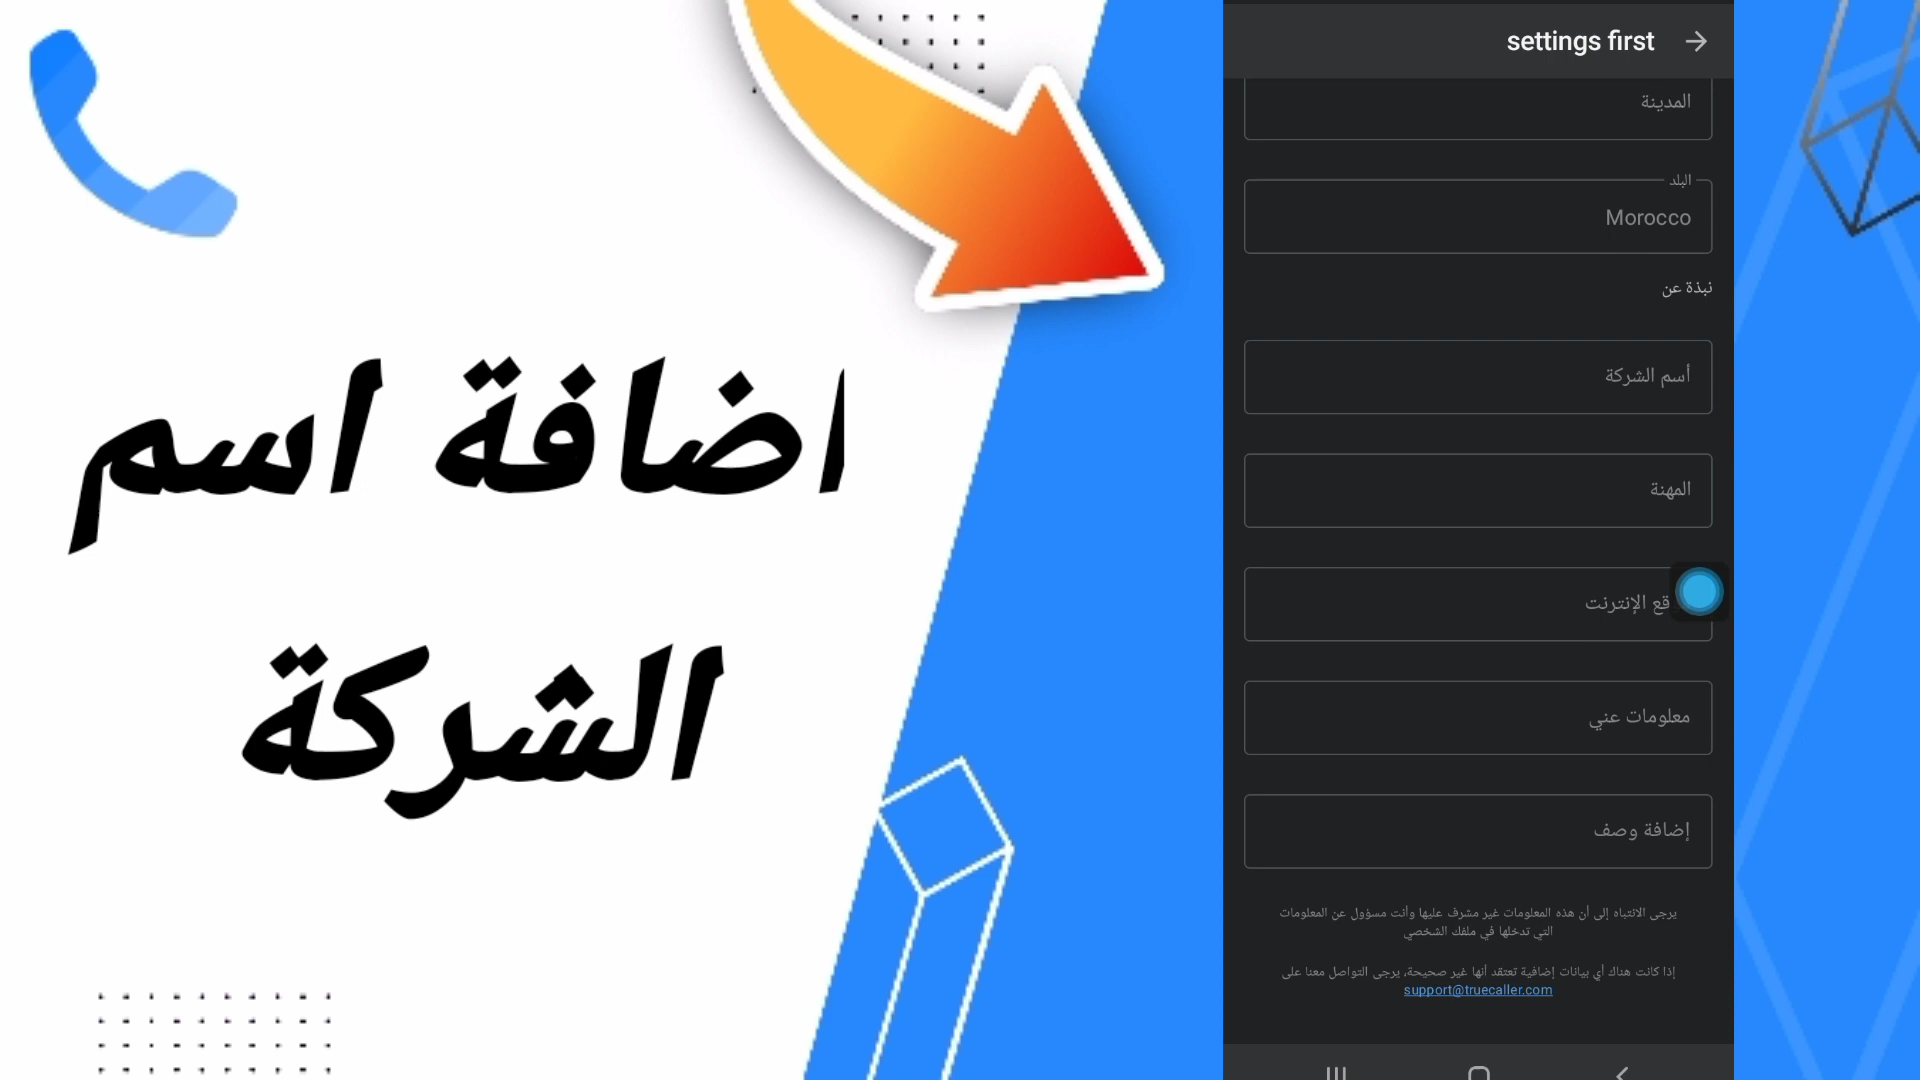 اضافة اسم
الشركة
settings first
المدينة
البلد
Morocco
نبذة عن
أسم الشركة
المهنة
الإنترنت
معلومات عني
إضافة وصف
يرجى الانتباه إلى أن هذه المعلومات غير مشرف عليها وأنت مسؤول عن المعلومات
التي تدخلها في ملفك الشخصي
إذا كانت هناك أي بيانات إضافية تعتقد أنها غير صحيحة، يرجى التواصل معنا على
support@truecaller.com